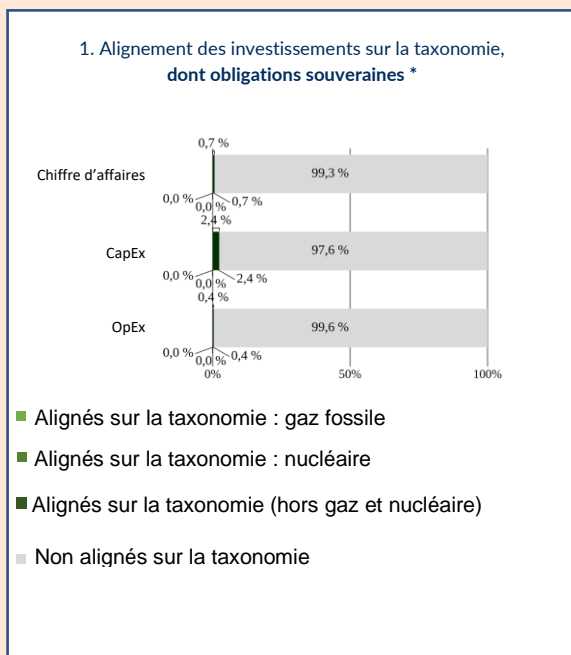 1. Alignement des investissements sur la taxonomie,
dont obligations souveraines *
0,7 %
Chiffre d’affaires
99,3 %
0,0 %
0,0 %
0,7 %
2,4 %
CapEx
97,6 %
0,0 %
0,0 %
2,4 %
0,4 %
OpEx
99,6 %
0,0 %
0,0 %
0,4 %
0%
50%
100%
Alignés sur la taxonomie : gaz fossile
Alignés sur la taxonomie : nucléaire
Alignés sur la taxonomie (hors gaz et nucléaire)
Non alignés sur la taxonomie